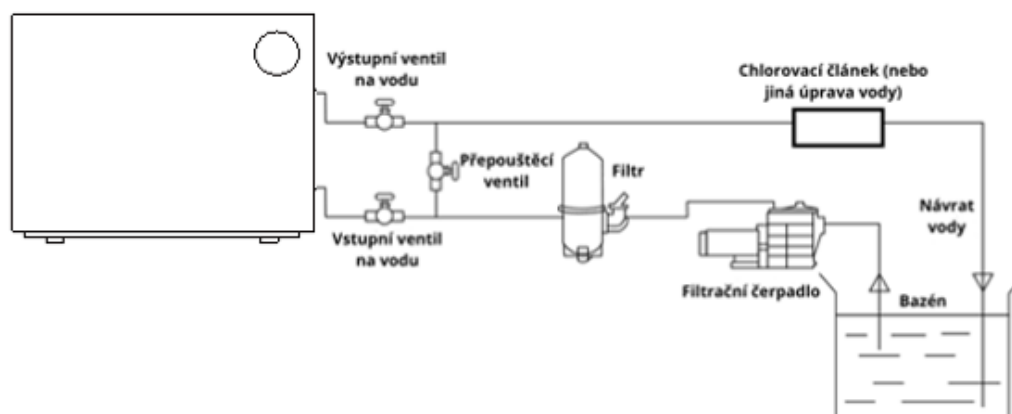 Výstupní ventil
na vodu
Chlorovací článek (nebo
jiná úprava vody)
Přepouštěcí
ventil
Filtr
Návrat
vody
Vstupní ventil
na vodu
Filtrační čerpadlo
Bazén